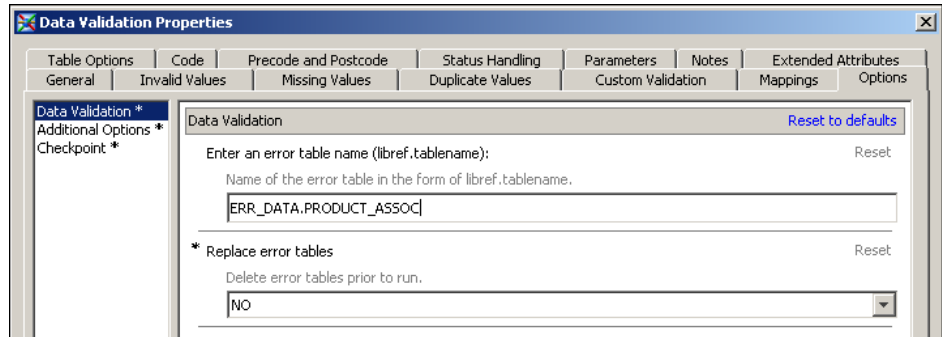 Data Validation Properties
Table Options Code Precode and Postcode Status Handling Parameters Notes Extended Attributes
General Invalid Values Missing Values Duplicate Values Custom Validation Mappings Options
Data Validation *
Additional Options *
Checkpoint *
Data Validation Reset to defaults
Enter an error table name (libref.tablename): Reset
Name of the error table in the form of libref.tablename.
ERR_DATA.PRODUCT_ASSOC
* Replace error tables Reset
Delete error tables prior to run.
NO